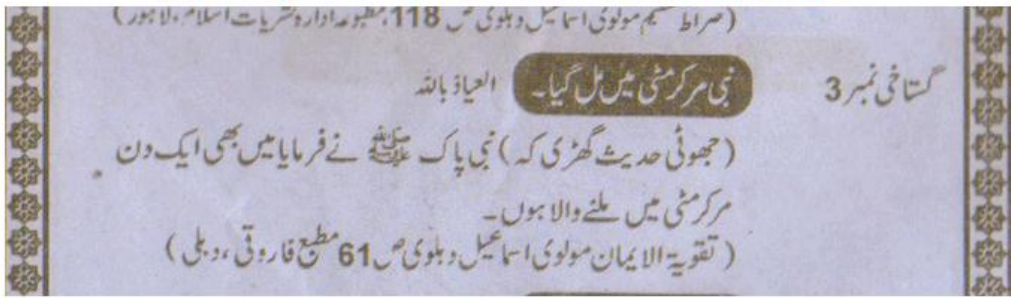 (صراط مستقیم مولوی اسماعیل دہلوی ص 118، مطبوعہ ادارہ نشریات اسلام، لاہور)
گستاخی نمبر 3 نبی مر کر مٹی میں مل گیا۔ العیاذ باللہ
(جھوٹی حدیث گھڑی کہ) نبی پاک ﷺ نے فرمایا میں بھی ایک دن
مرکر مٹی میں ملنے والا ہوں۔
(تقویۃ الایمان مولوی اسماعیل دہلوی ص 61 مطبع فاروقی، دہلی)